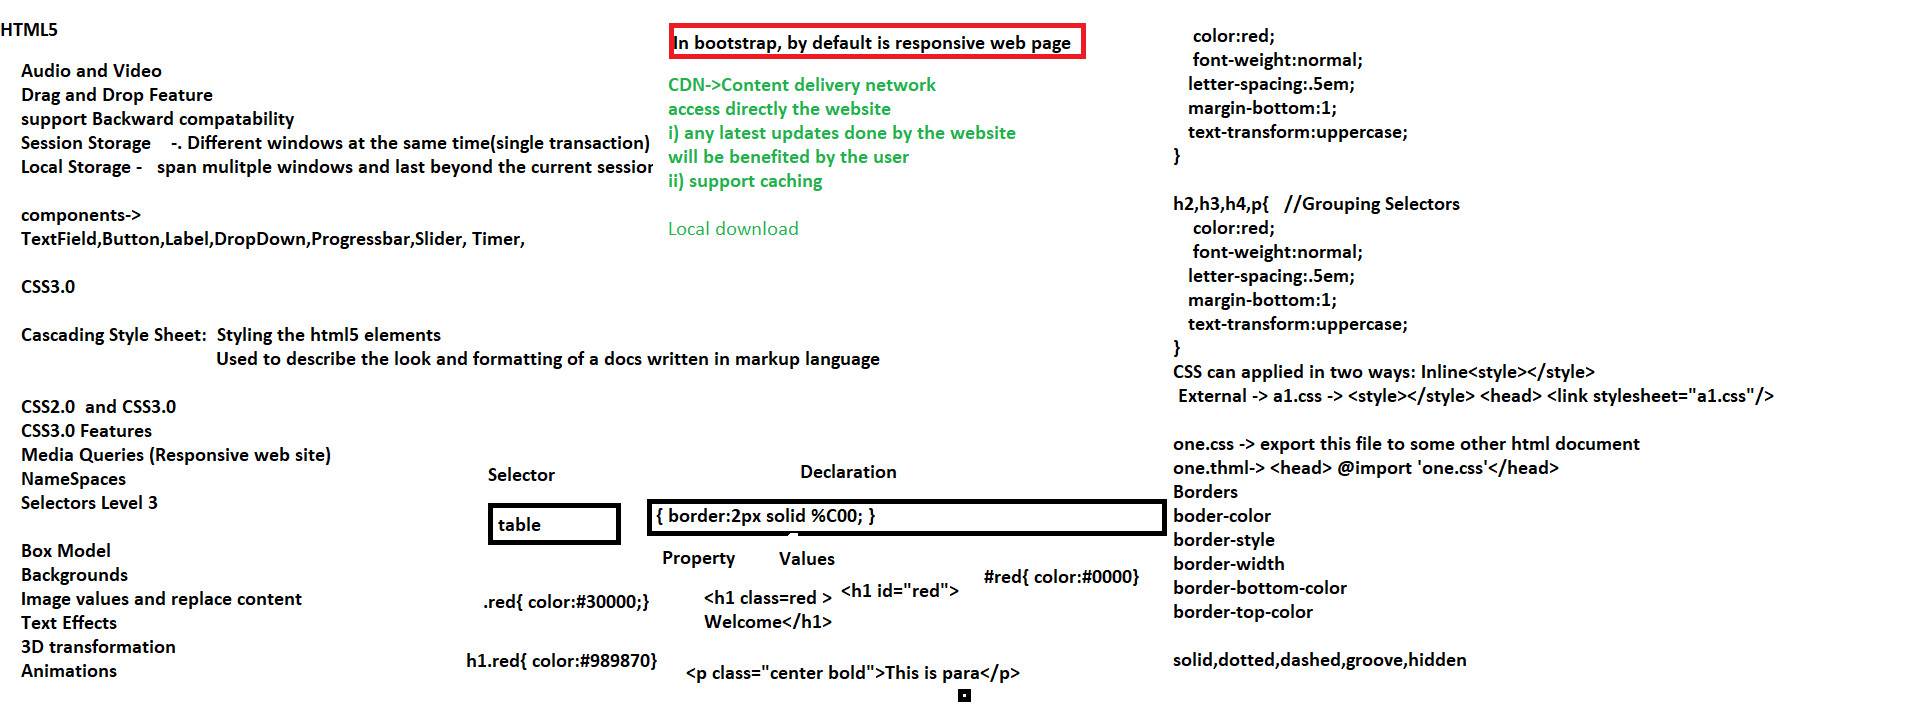 HTML5
Audio and Video
Drag and Drop Feature
support Backward compatability
Session Storage    -. Different windows at the same time(single transaction)
Local Storage -   span mulitple windows and last beyond the current session
components->
TextField,Button,Label,DropDown,Progressbar,Slider, Timer,
CSS3.0
Cascading Style Sheet:  Styling the html5 elements
Used to describe the look and formatting of a docs written in markup language
CSS2.0  and CSS3.0
CSS3.0 Features
Media Queries (Responsive web site)
NameSpaces
Selectors Level 3
Box Model
Backgrounds
Image values and replace content
Text Effects
3D transformation
Animations
In bootstrap, by default is responsive web page
CDN->Content delivery network
access directly the website
i) any latest updates done by the website
will be benefited by the user
ii) support caching
Local download
Selector
Declaration
table
{ border:2px solid %C00; }
Property
Values
.red{ color:#30000;}
<h1 class=red >
Welcome</h1>
<h1 id="red">
#red{ color:#0000}
h1.red{ color:#989870}
<p class="center bold">This is para</p>
color:red;
font-weight:normal;
letter-spacing:.5em;
margin-bottom:1;
text-transform:uppercase;
}
h2,h3,h4,p{   //Grouping Selectors
color:red;
font-weight:normal;
letter-spacing:.5em;
margin-bottom:1;
text-transform:uppercase;
}
CSS can applied in two ways: Inline<style></style>
External -> a1.css -> <style></style> <head> <link stylesheet="a1.css"/>
one.css -> export this file to some other html document
one.thml-> <head> @import 'one.css'</head>
Borders
boder-color
border-style
border-width
border-bottom-color
border-top-color
solid,dotted,dashed,groove,hidden